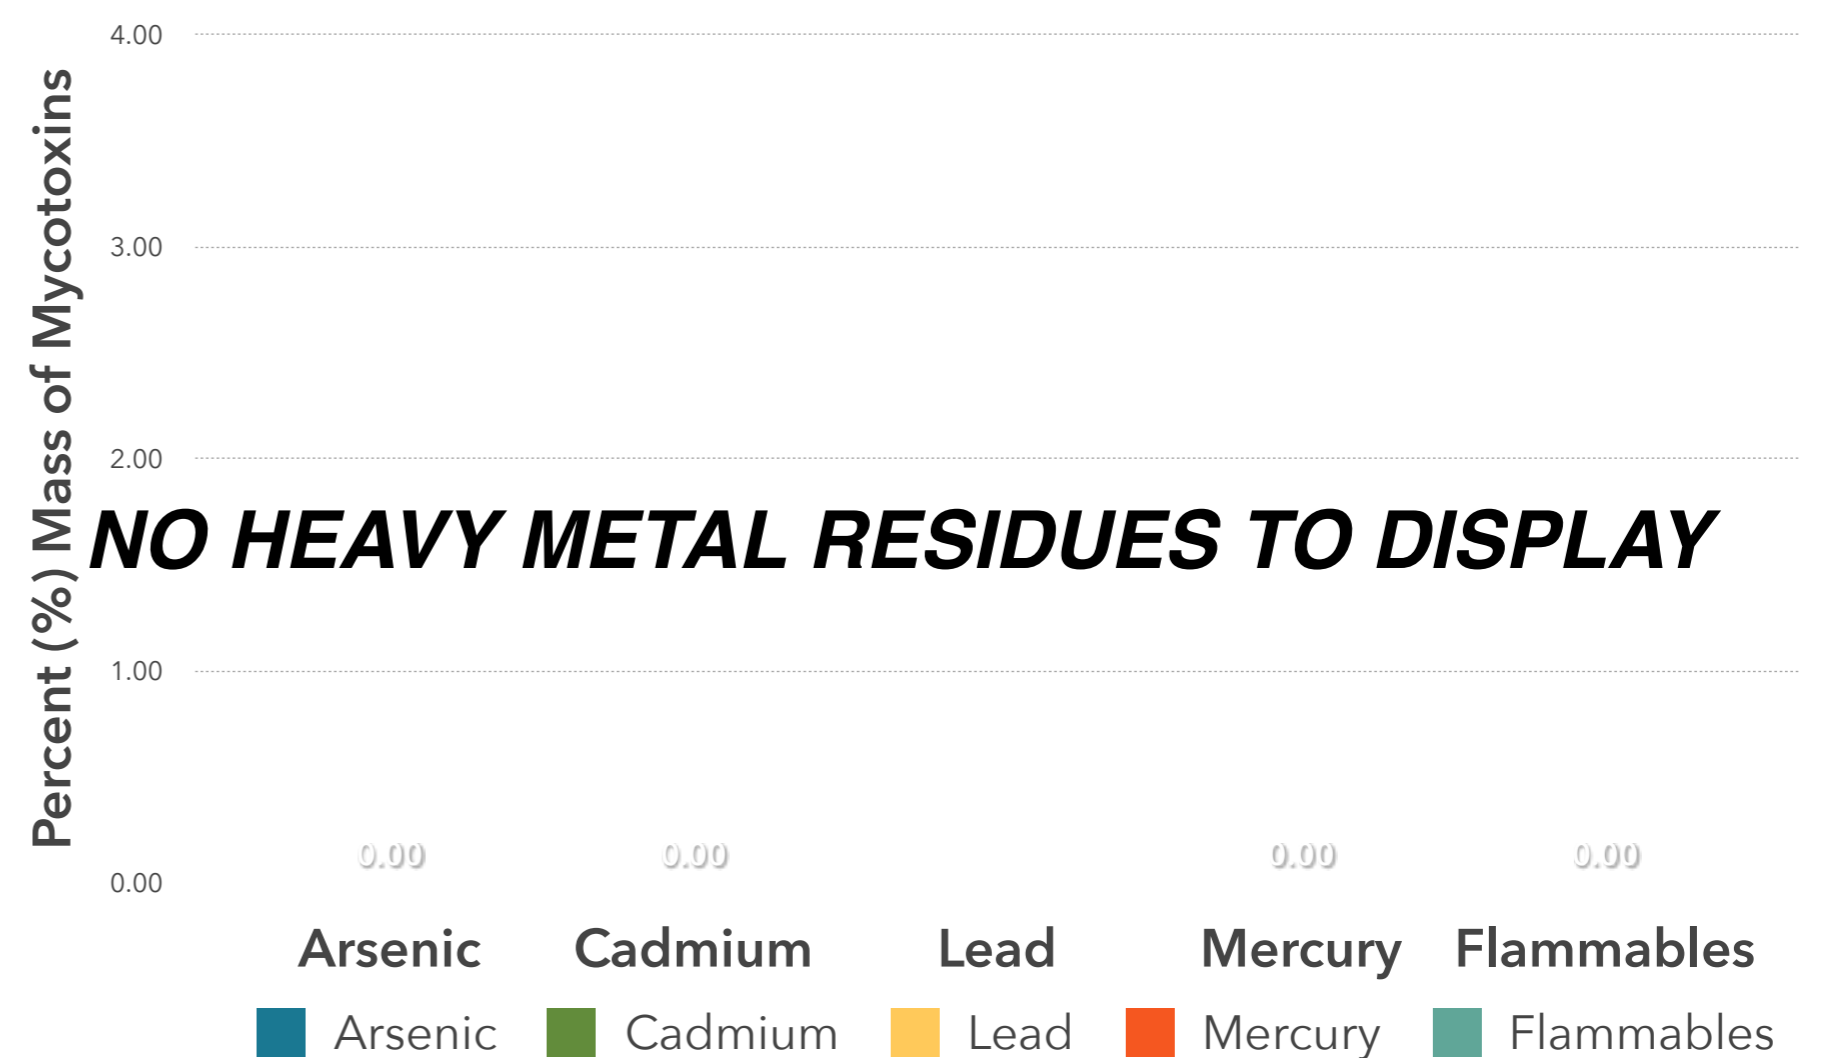 Percent (%) Mass of Mycotoxins
4.00
3.00
2.00
NO HEAVY METAL RESIDUES TO DISPLAY
1.00
0.00 0.00 0.00 0.00
0.00
Arsenic Cadmium Lead Mercury Flammables
Arsenic Cadmium Lead Mercury Flammables